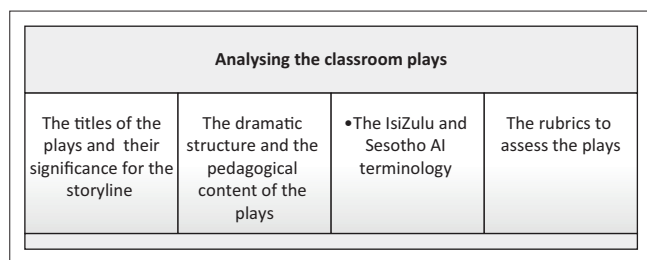 Analysing the classroom plays
The titles of the
plays and their
significance for the
storyline
The dramatic
structure and the
pedagogical
content of the
plays
•The IsiZulu and
Sesotho AI
terminology
The rubrics to
assess the plays